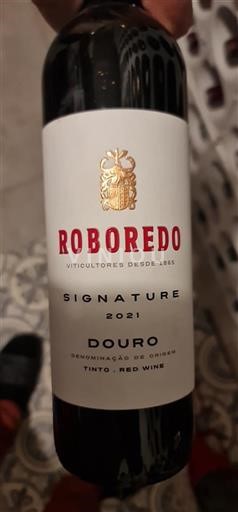 ROBOREDO
VITICULTORES DESDE 1865
SIGNATURE
2021
DOURO
DENOMINAÇÃO DE ORIGEM
TINTO . RED WINE